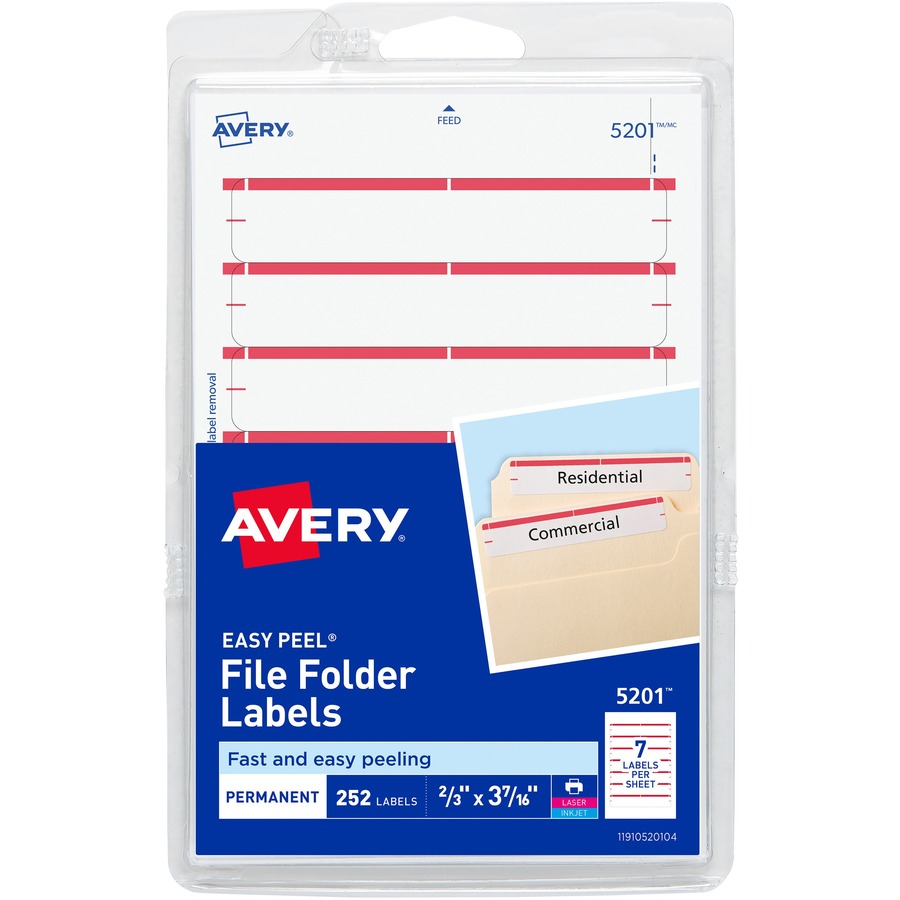 AVERY®
FEED
5201™/MC
label removal
Residential
Commercial
AVERY®
EASY PEEL®
File Folder
Labels
Fast and easy peeling
PERMANENT
252 LABELS
2/3" x 3 7/16"
LASER
INKJET
5201™
7
LABELS
PER
SHEET
11910520104